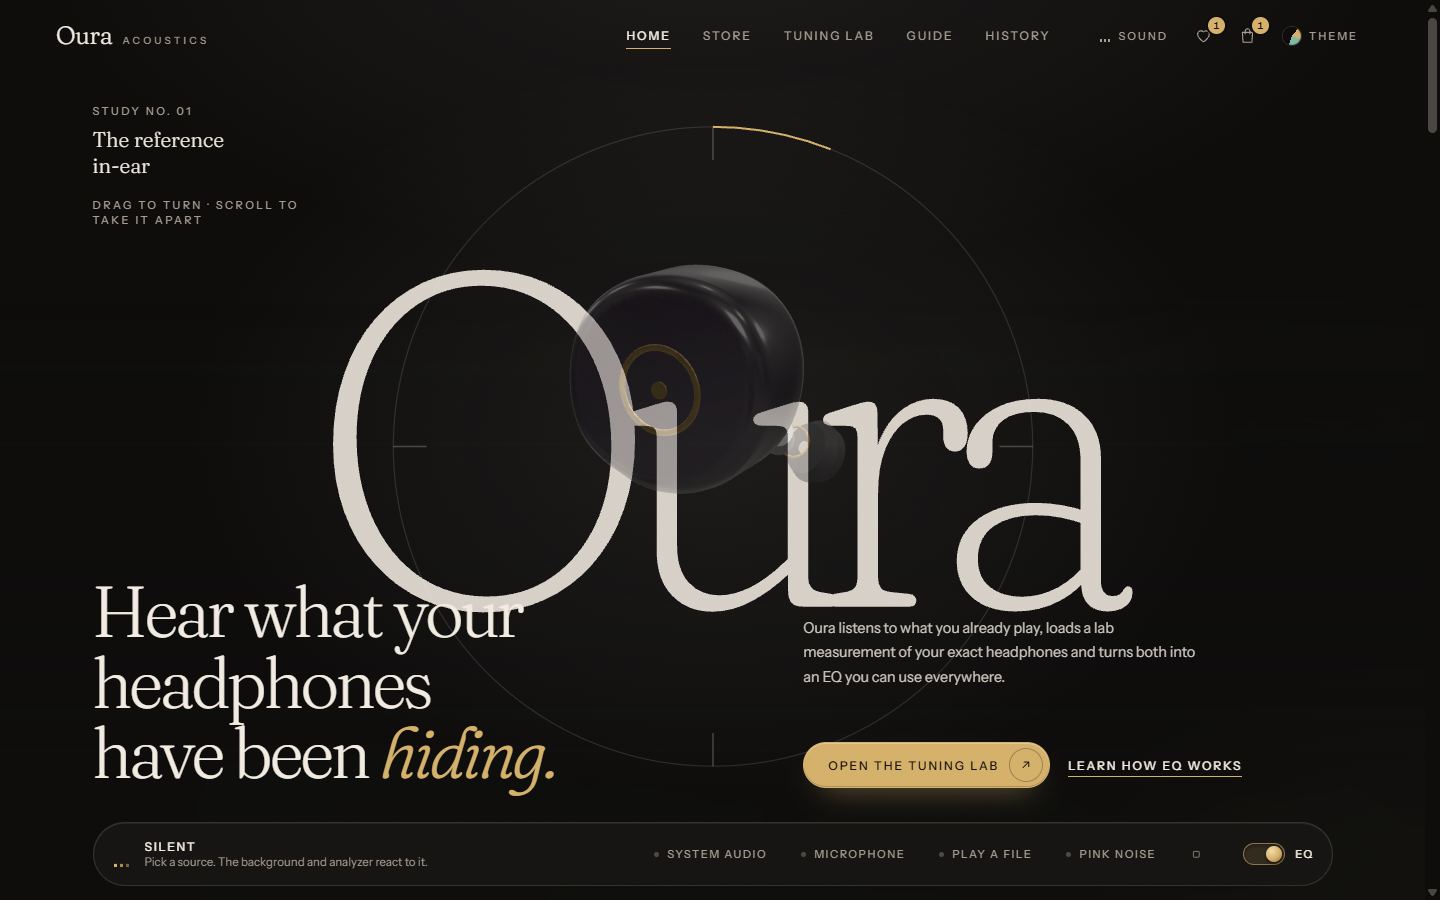 Oura ACOUSTICS
HOME STORE TUNING LAB GUIDE HISTORY SOUND 1 1 THEME
STUDY NO. 01
The reference
in-ear
DRAG TO TURN · SCROLL TO
TAKE IT APART
Oura
Hear what your
headphones
have been hiding.
Oura listens to what you already play, loads a lab
measurement of your exact headphones and turns both into
an EQ you can use everywhere.
OPEN THE TUNING LAB LEARN HOW EQ WORKS
SILENT
Pick a source. The background and analyzer react to it.
SYSTEM AUDIO MICROPHONE PLAY A FILE PINK NOISE EQ